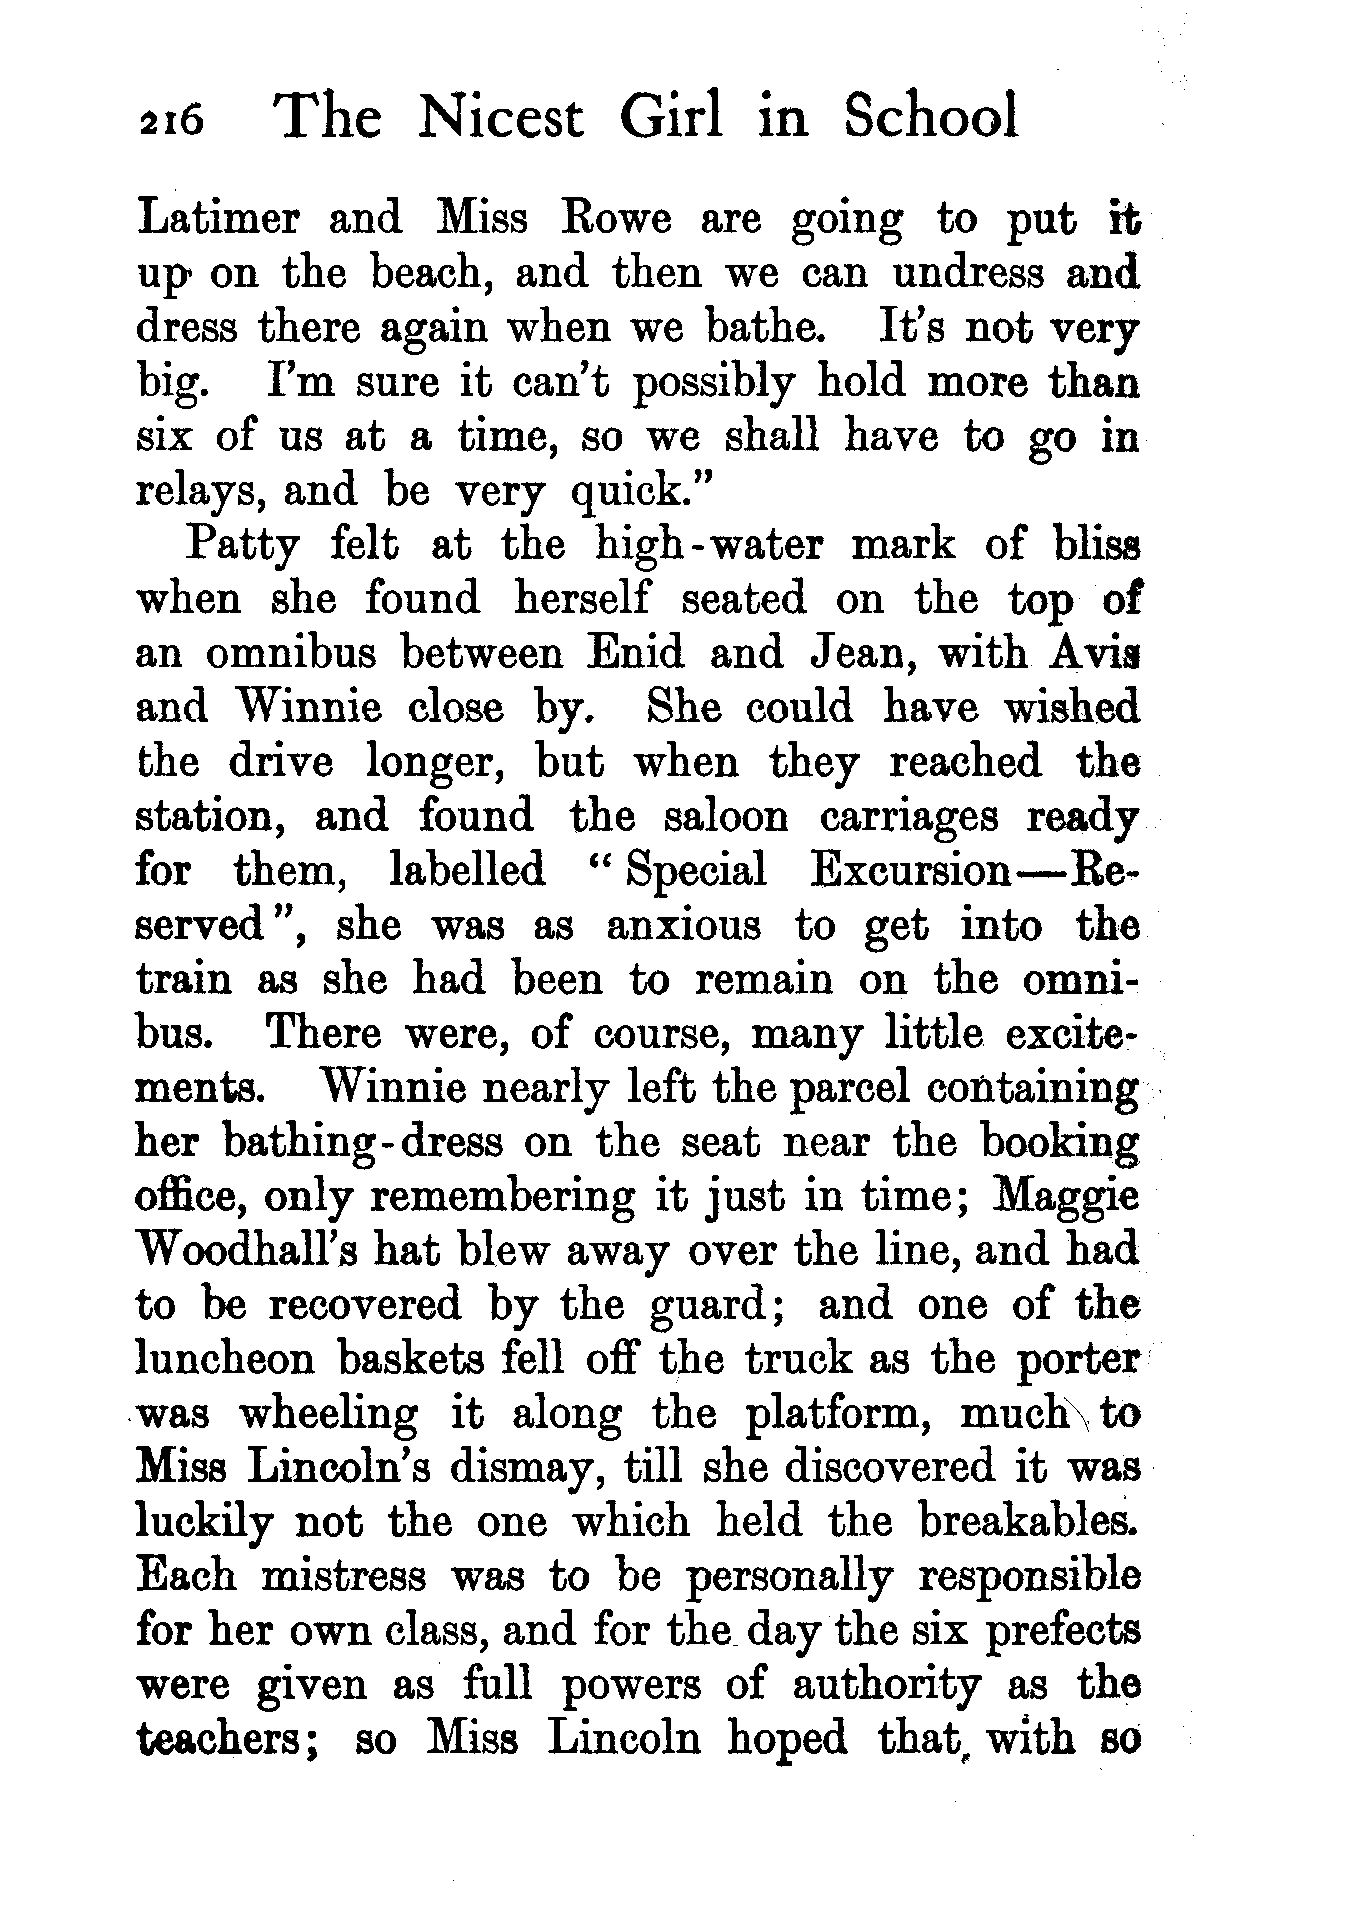 216 The Nicest Girl in School
Latimer and Miss Rowe are going to put it
up on the beach, and then we can undress and
dress there again when we bathe. It's not very
big. I'm sure it can't possibly hold more than
six of us at a time, so we shall have to go in
relays, and be very quick."
Patty felt at the high-water mark of bliss
when she found herself seated on the top of
an omnibus between Enid and Jean, with Avis
and Winnie close by. She could have wished
the drive longer, but when they reached the
station, and found the saloon carriages ready
for them, labelled "Special Excursion—Re-
served", she was as anxious to get into the
train as she had been to remain on the omni-
bus. There were, of course, many little excite-
ments. Winnie nearly left the parcel containing
her bathing-dress on the seat near the booking
office, only remembering it just in time; Maggie
Woodhall's hat blew away over the line, and had
to be recovered by the guard; and one of the
luncheon baskets fell off the truck as the porter
was wheeling it along the platform, much to
Miss Lincoln's dismay, till she discovered it was
luckily not the one which held the breakables.
Each mistress was to be personally responsible
for her own class, and for the day the six prefects
were given as full powers of authority as the
teachers; so Miss Lincoln hoped that, with so